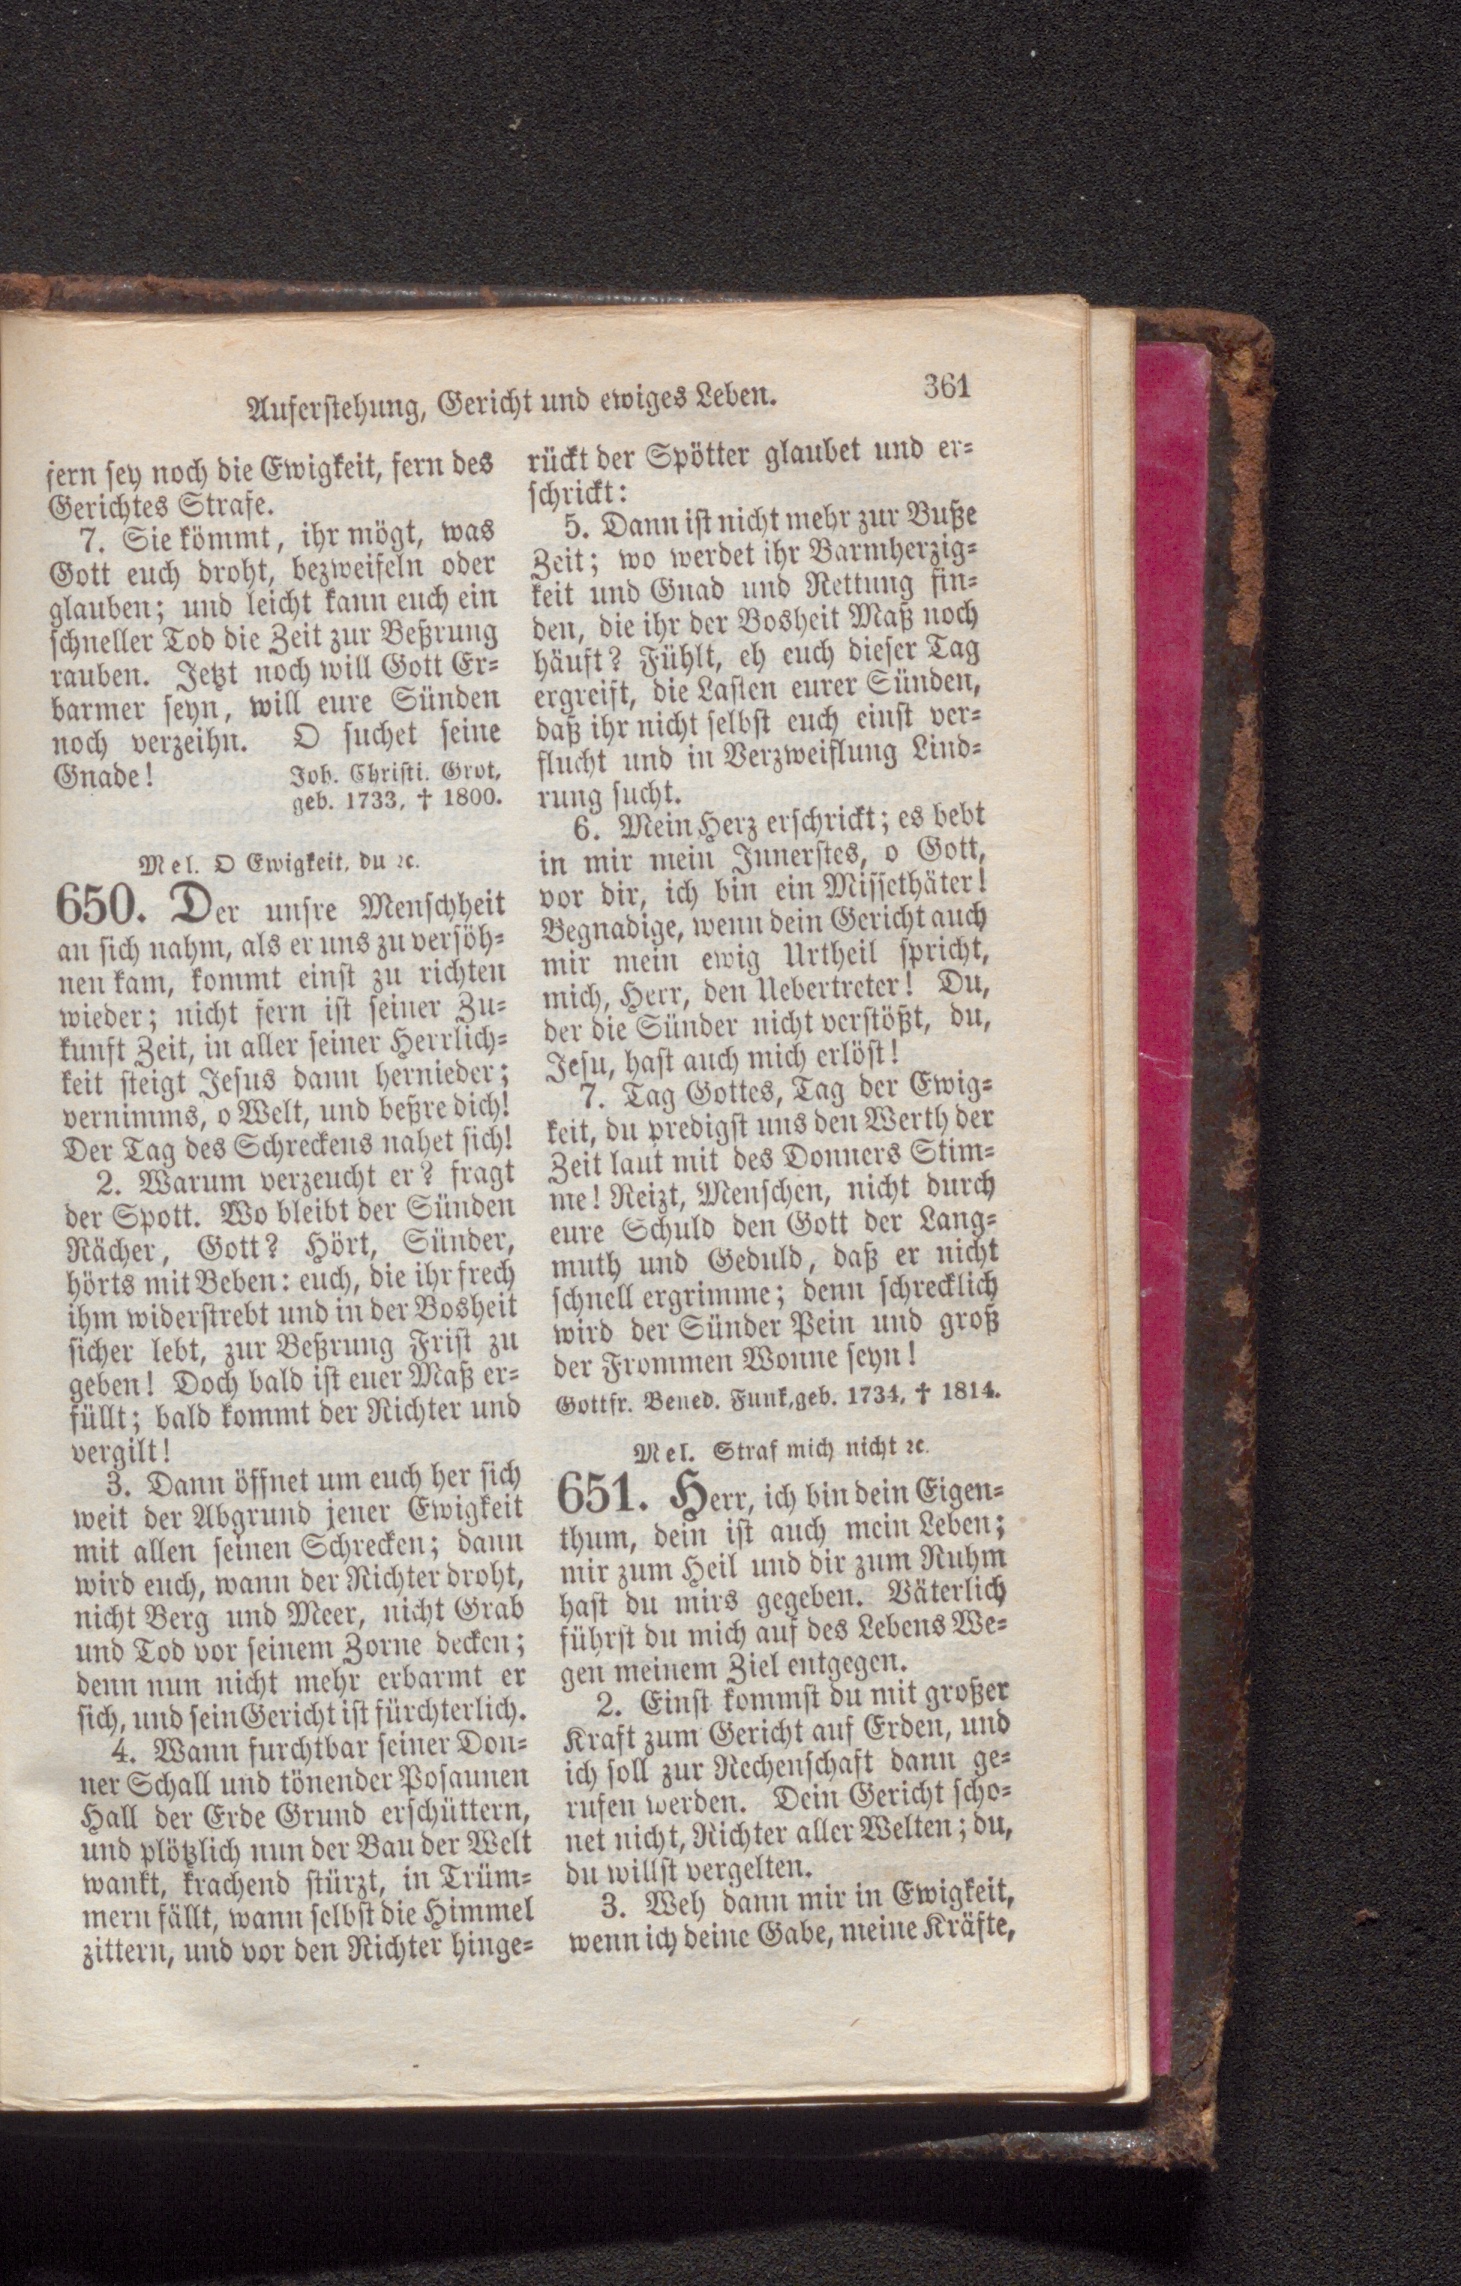 Auferstehung, Gericht und ewiges Leben. 361
fern sey noch die Ewigkeit, fern des
Gerichtes Strafe.
7. Sie kömmt, ihr mögt, was
Gott euch droht, bezweifeln oder
glauben; und leicht kann euch ein
schneller Tod die Zeit zur Beßrung
rauben. Jetzt noch will Gott Er-
barmer seyn, will eure Sünden
noch verzeihn. O suchet seine
Gnade! Joh. Christi. Grot,
geb. 1733, † 1800.
Mel. O Ewigkeit, du ꝛc.
650. Der unsre Menschheit
an sich nahm, als er uns zu versöh-
nen kam, kommt einst zu richten
wieder; nicht fern ist seiner Zu-
kunft Zeit, in aller seiner Herrlich-
keit steigt Jesus dann hernieder;
vernimms, o Welt, und beßre dich!
Der Tag des Schreckens nahet sich!
2. Warum verzeucht er? fragt
der Spott. Wo bleibt der Sünden
Rächer, Gott? Hört, Sünder,
hörts mit Beben: euch, die ihr frech
ihm widerstrebt und in der Bosheit
sicher lebt, zur Beßrung Frist zu
geben! Doch bald ist euer Maß er-
füllt; bald kommt der Richter und
vergilt!
3. Dann öffnet um euch her sich
weit der Abgrund jener Ewigkeit
mit allen seinen Schrecken; dann
wird euch, wann der Richter droht,
nicht Berg und Meer, nicht Grab
und Tod vor seinem Zorne decken;
denn nun nicht mehr erbarmt er
sich, und sein Gericht ist fürchterlich.
4. Wann furchtbar seiner Don-
ner Schall und tönender Posaunen
Hall der Erde Grund erschüttern,
und plötzlich nun der Bau der Welt
wankt, krachend stürzt, in Trüm-
mern fällt, wann selbst die Himmel
zittern, und vor den Richter hinge-
rückt der Spötter glaubet und er-
schrickt:
5. Dann ist nicht mehr zur Buße
Zeit; wo werdet ihr Barmherzig-
keit und Gnad und Rettung fin-
den, die ihr der Bosheit Maß noch
häuft? Fühlt, eh euch dieser Tag
ergreift, die Lasten eurer Sünden,
daß ihr nicht selbst euch einst ver-
flucht und in Verzweiflung Lind-
rung sucht.
6. Mein Herz erschrickt; es bebt
in mir mein Innerstes, o Gott,
vor dir, ich bin ein Missethäter!
Begnadige, wenn dein Gericht auch
mir mein ewig Urtheil spricht,
mich, Herr, den Uebertreter! Du,
der die Sünder nicht verstößt, du,
Jesu, hast auch mich erlöst!
7. Tag Gottes, Tag der Ewig-
keit, du predigst uns den Werth der
Zeit laut mit des Donners Stim-
me! Reizt, Menschen, nicht durch
eure Schuld den Gott der Lang-
muth und Geduld, daß er nicht
schnell ergrimme; denn schrecklich
wird der Sünder Pein und groß
der Frommen Wonne seyn!
Gottfr. Bened. Funk, geb. 1734, † 1814.
Mel. Straf mich nicht ꝛc.
651. Herr, ich bin dein Eigen-
thum, dein ist auch mein Leben;
mir zum Heil und dir zum Ruhm
hast du mirs gegeben. Väterlich
führst du mich auf des Lebens We-
gen meinem Ziel entgegen.
2. Einst kommst du mit großer
Kraft zum Gericht auf Erden, und
ich soll zur Rechenschaft dann ge-
rufen werden. Dein Gericht scho-
net nicht, Richter aller Welten; du,
du willst vergelten.
3. Weh dann mir in Ewigkeit,
wenn ich deine Gabe, meine Kräfte,